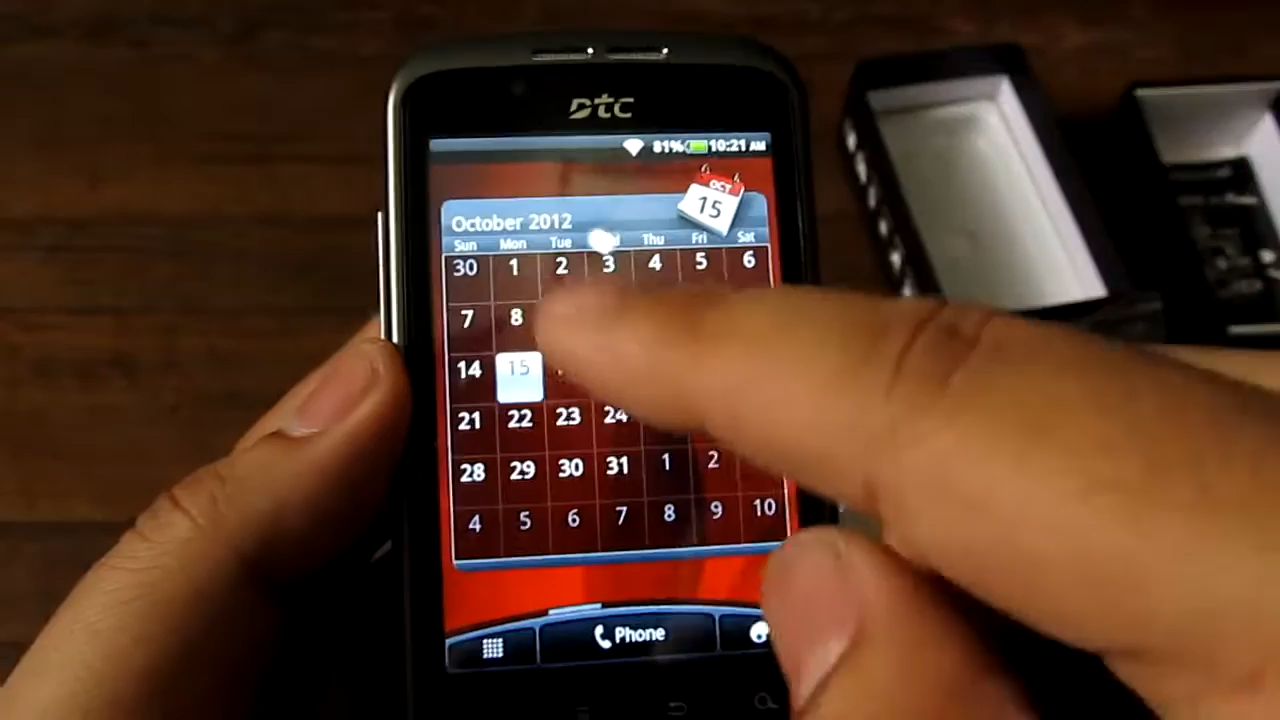 DTC
81% 10:21 AM
OCT
15
October 2012
Sun Mon Tue Thu Fri Sat
30 1 2 3 4 5 6
7 8
14 15
21 22 23 24
28 29 30 31 1 2
4 5 6 7 8 9 10
Phone